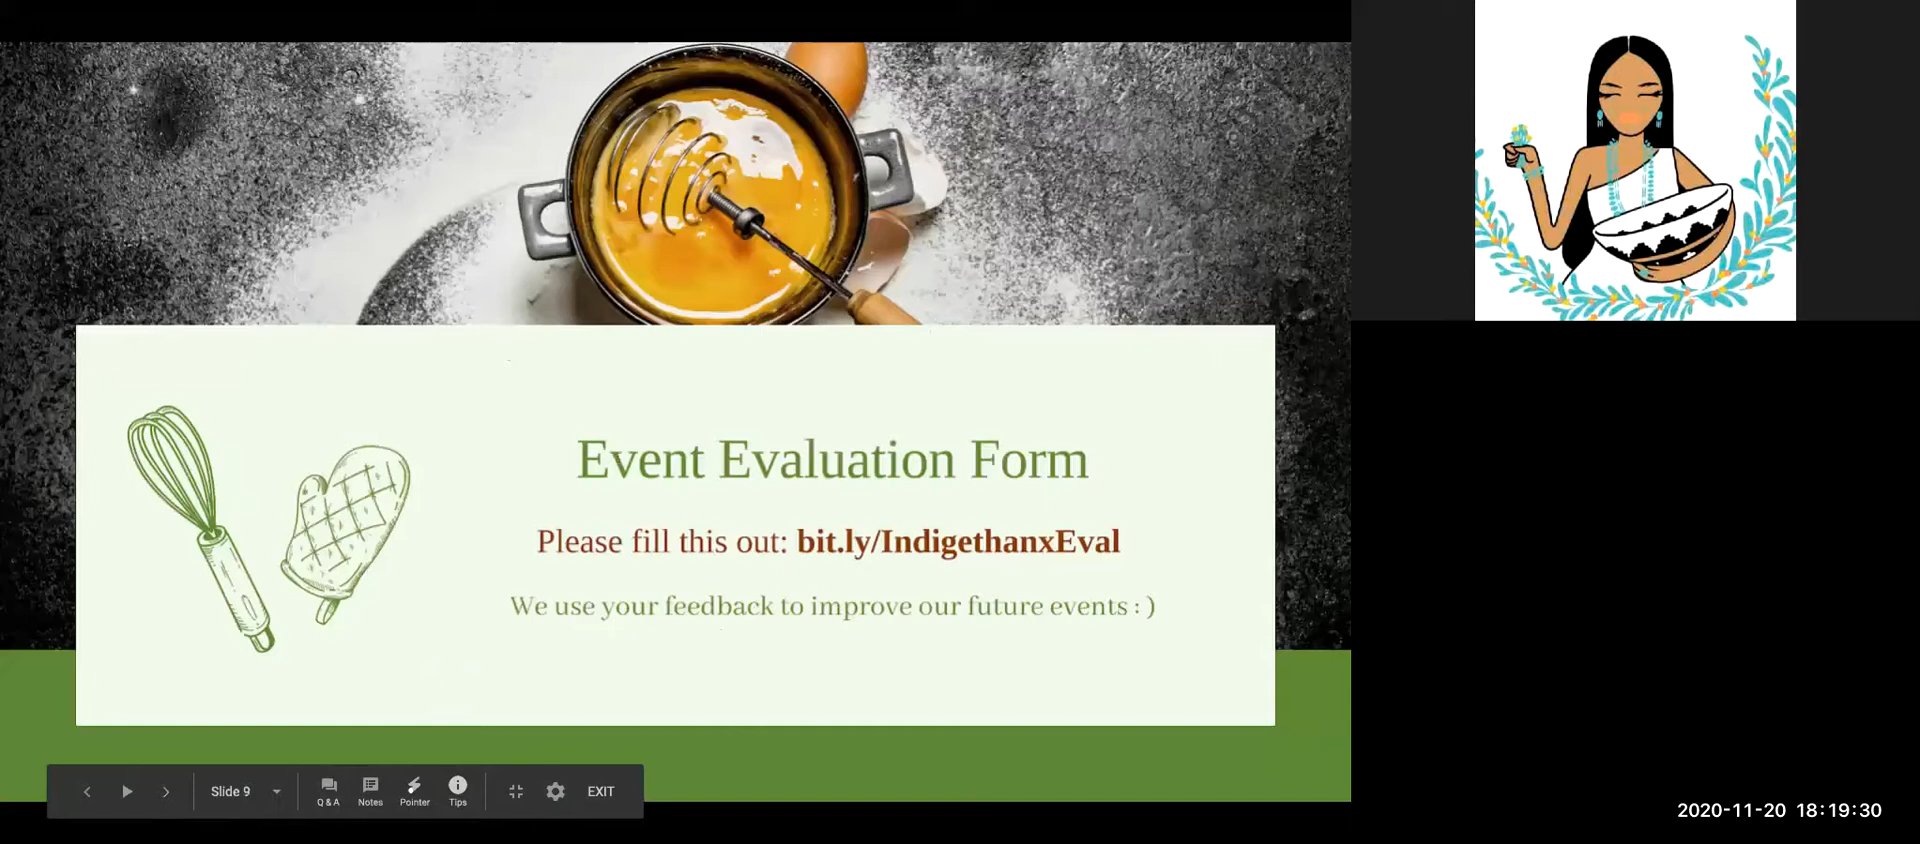 Event Evaluation Form
Please fill this out: bit.ly/IndigethanxEval
We use your feedback to improve our future events : )
Slide 9
Q & A
Notes
Pointer
Tips
EXIT
2020-11-20 18:19:30